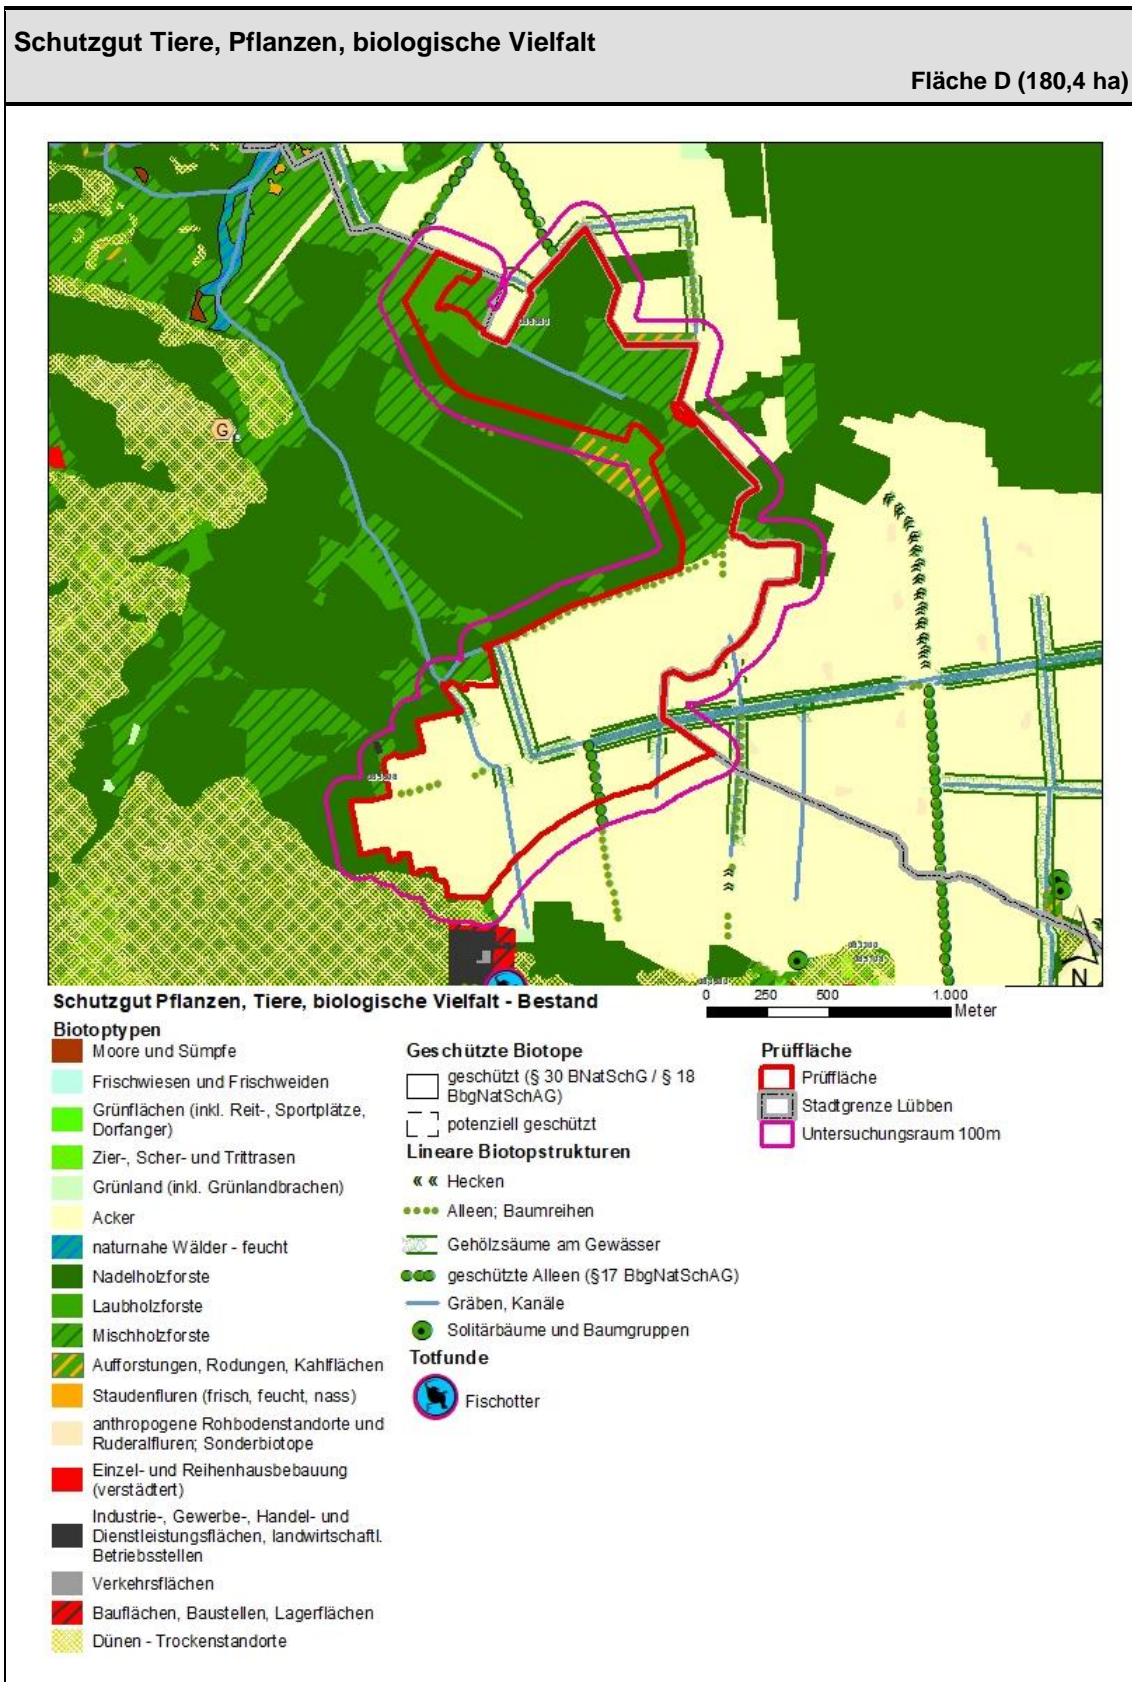 Schutzgut Tiere, Pflanzen, biologische Vielfalt
Fläche D (180,4 ha)
G
N
Schutzgut Pflanzen, Tiere, biologische Vielfalt - Bestand
0 250 500 1.000
Meter
Biotoptypen
Moore und Sümpfe
Frischwiesen und Frischweiden
Grünflächen (inkl. Reit-, Sportplätze,
Dorfanger)
Zier-, Scher- und Trittrasen
Grünland (inkl. Grünlandbrachen)
Acker
naturnahe Wälder - feucht
Nadelholzforste
Laubholzforste
Mischholzforste
Aufforstungen, Rodungen, Kahlflächen
Staudenfluren (frisch, feucht, nass)
anthropogene Rohbodenstandorte und
Ruderalfluren; Sonderbiotope
Einzel- und Reihenhausbebauung
(verstädtert)
Industrie-, Gewerbe-, Handel- und
Dienstleistungsflächen, landwirtschaftl.
Betriebsstellen
Verkehrsflächen
Bauflächen, Baustellen, Lagerflächen
Dünen - Trockenstandorte
Geschützte Biotope
geschützt (§ 30 BNatSchG / § 18
BbgNatSchAG)
potenziell geschützt
Lineare Biotopstrukturen
Hecken
Alleen; Baumreihen
Gehölzsäume am Gewässer
geschützte Alleen (§17 BbgNatSchAG)
Gräben, Kanäle
Solitärbäume und Baumgruppen
Totfunde
Fischotter
Prüffläche
Prüffläche
Stadtgrenze Lübben
Untersuchungsraum 100m